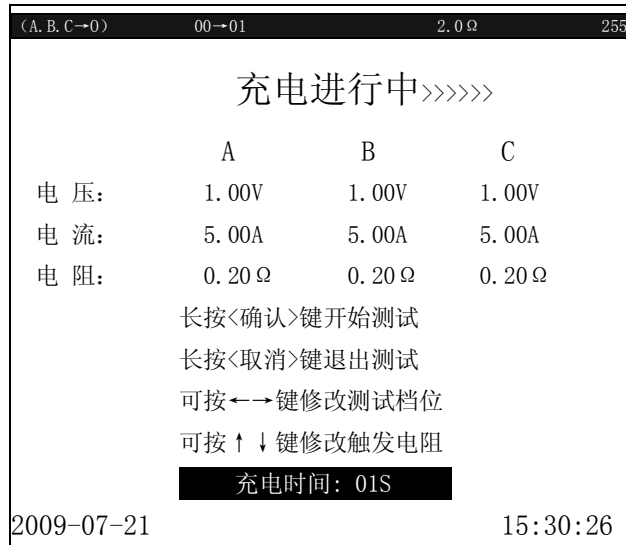 (A.B.C→0) 00→01 2.0Ω 255
充电进行中>>>>>>
A B C
电 压: 1.00V 1.00V 1.00V
电 流: 5.00A 5.00A 5.00A
电 阻: 0.20Ω 0.20Ω 0.20Ω
长按<确认>键开始测试
长按<取消>键退出测试
可按←→键修改测试档位
可按↑↓键修改触发电阻
充电时间: 01S
2009-07-21 15:30:26